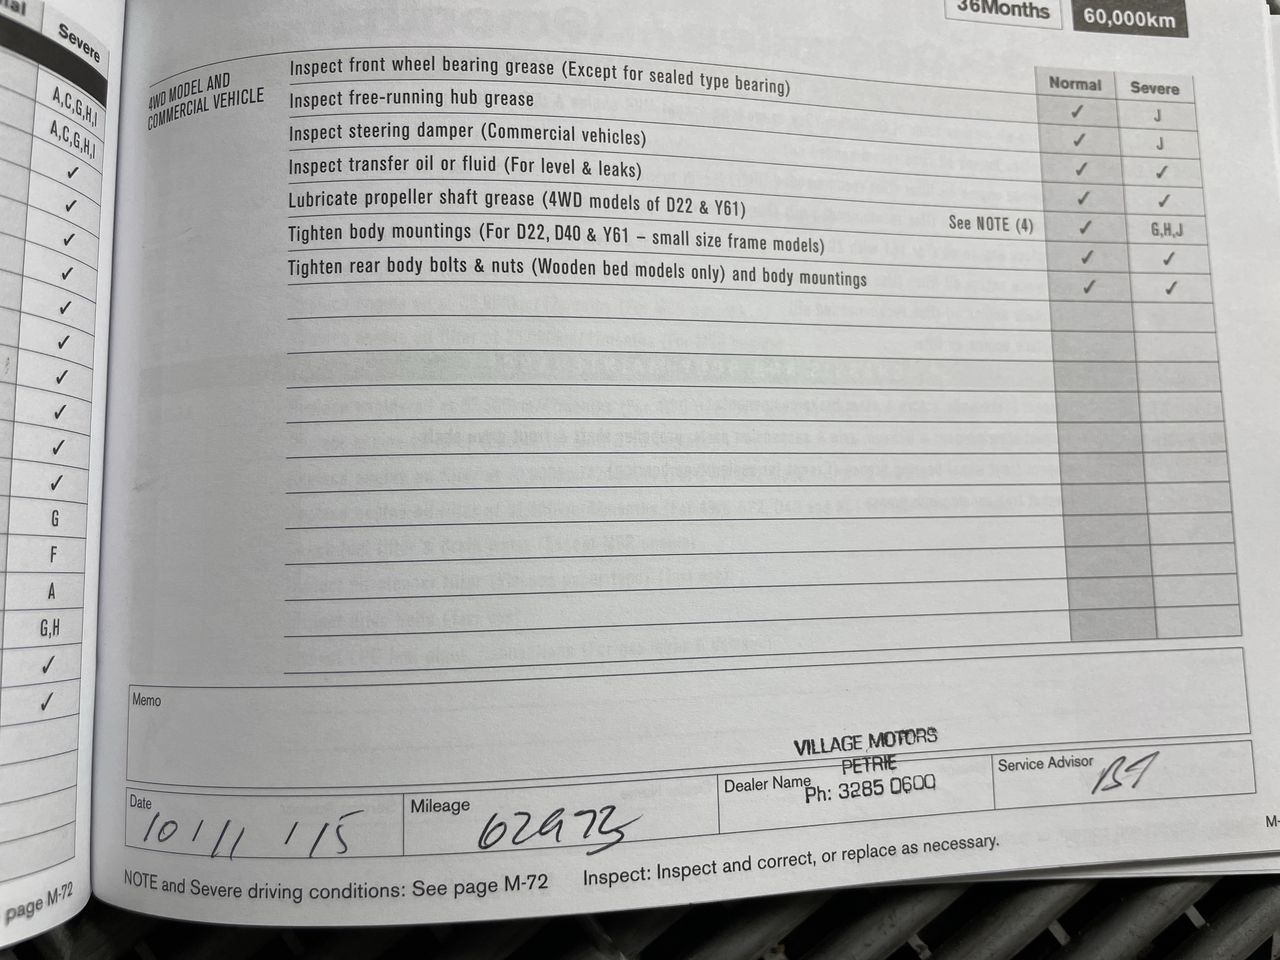 Severe
A,C,G,H,I
A,C,G,H,I
✓
✓
✓
✓
✓
✓
✓
✓
✓
✓
G
F
A
G,H
✓
✓
page M-72
36Months
60,000km
4WD MODEL AND
COMMERCIAL VEHICLE
Normal Severe
Inspect front wheel bearing grease (Except for sealed type bearing) ✓ J
Inspect free-running hub grease ✓ J
Inspect steering damper (Commercial vehicles) ✓ ✓
Inspect transfer oil or fluid (For level & leaks) ✓ ✓
Lubricate propeller shaft grease (4WD models of D22 & Y61) See NOTE (4) ✓ G,H,J
Tighten body mountings (For D22, D40 & Y61 – small size frame models) ✓ ✓
Tighten rear body bolts & nuts (Wooden bed models only) and body mountings ✓ ✓
Memo
VILLAGE MOTORS
PETRIE
Ph: 3285 0600
Date 10/11/15
Mileage 62973
Dealer Name
Service Advisor
NOTE and Severe driving conditions: See page M-72 Inspect: Inspect and correct, or replace as necessary.